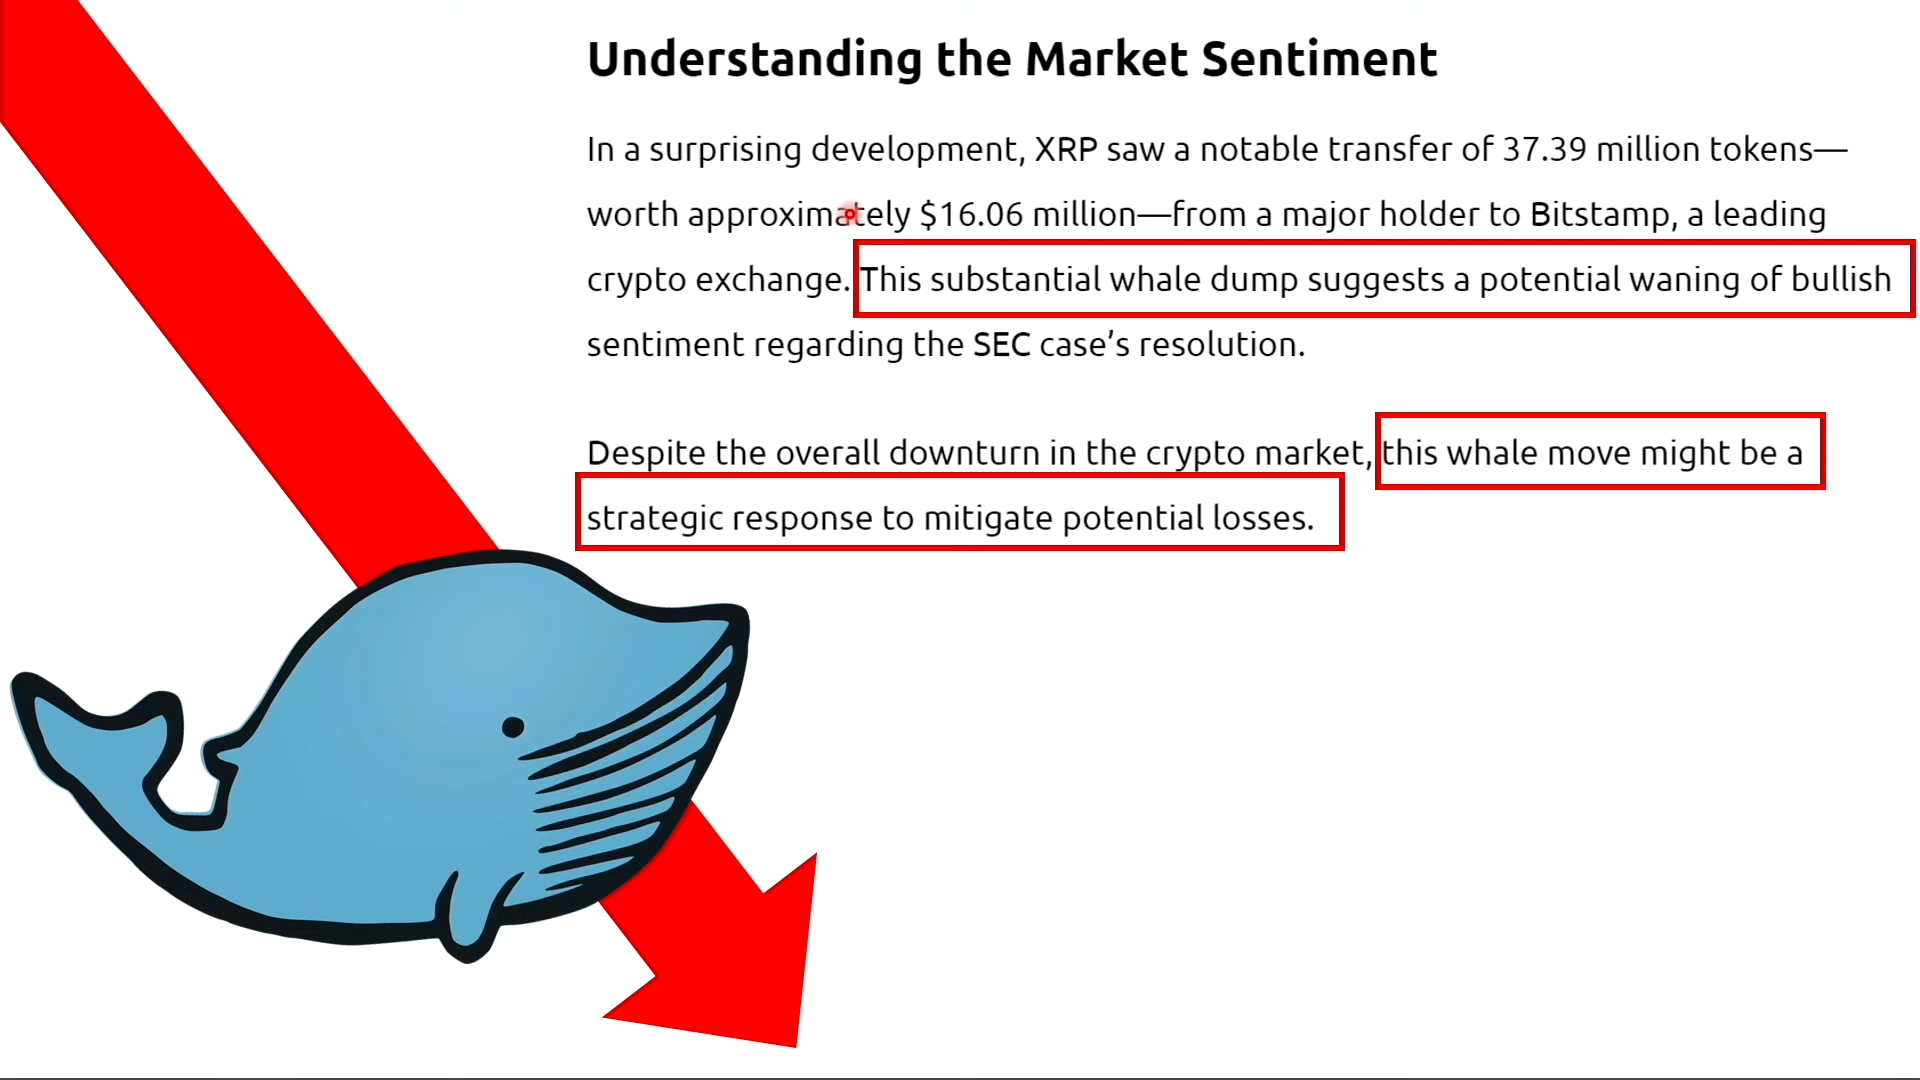 Understanding the Market Sentiment
In a surprising development, XRP saw a notable transfer of 37.39 million tokens—
worth approximately $16.06 million—from a major holder to Bitstamp, a leading
crypto exchange. This substantial whale dump suggests a potential waning of bullish
sentiment regarding the SEC case’s resolution.
Despite the overall downturn in the crypto market, this whale move might be a
strategic response to mitigate potential losses.